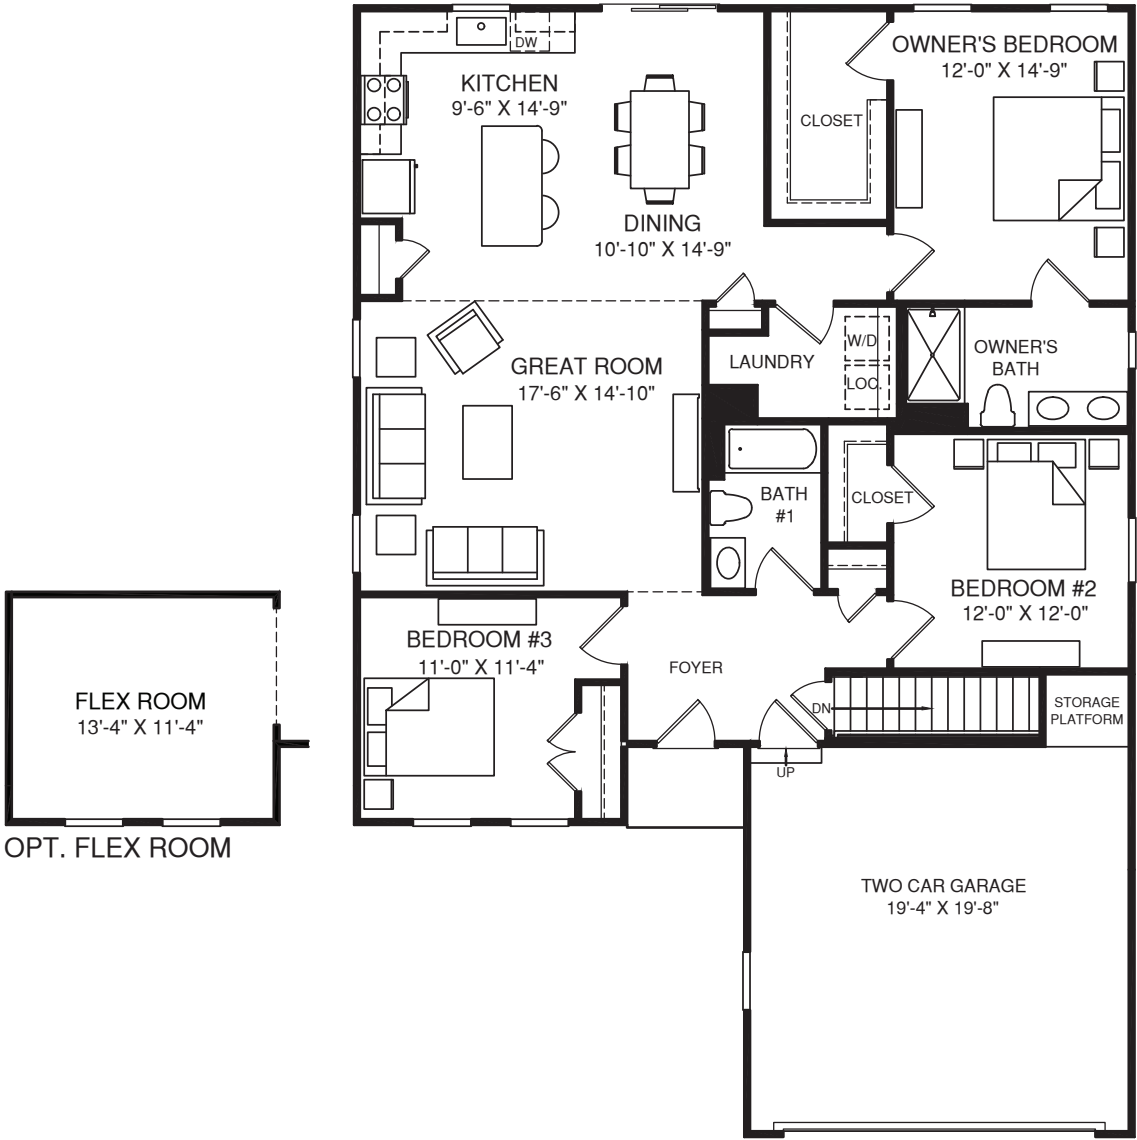 DW
KITCHEN
9'-6" X 14'-9"
DINING
10'-10" X 14'-9"
CLOSET
OWNER'S BEDROOM
12'-0" X 14'-9"
GREAT ROOM
17'-6" X 14'-10"
LAUNDRY
W/D
LOC.
OWNER'S
BATH
BATH
#1
CLOSET
BEDROOM #2
12'-0" X 12'-0"
BEDROOM #3
11'-0" X 11'-4"
FOYER
DN
STORAGE
PLATFORM
UP
FLEX ROOM
13'-4" X 11'-4"
OPT. FLEX ROOM
TWO CAR GARAGE
19'-4" X 19'-8"